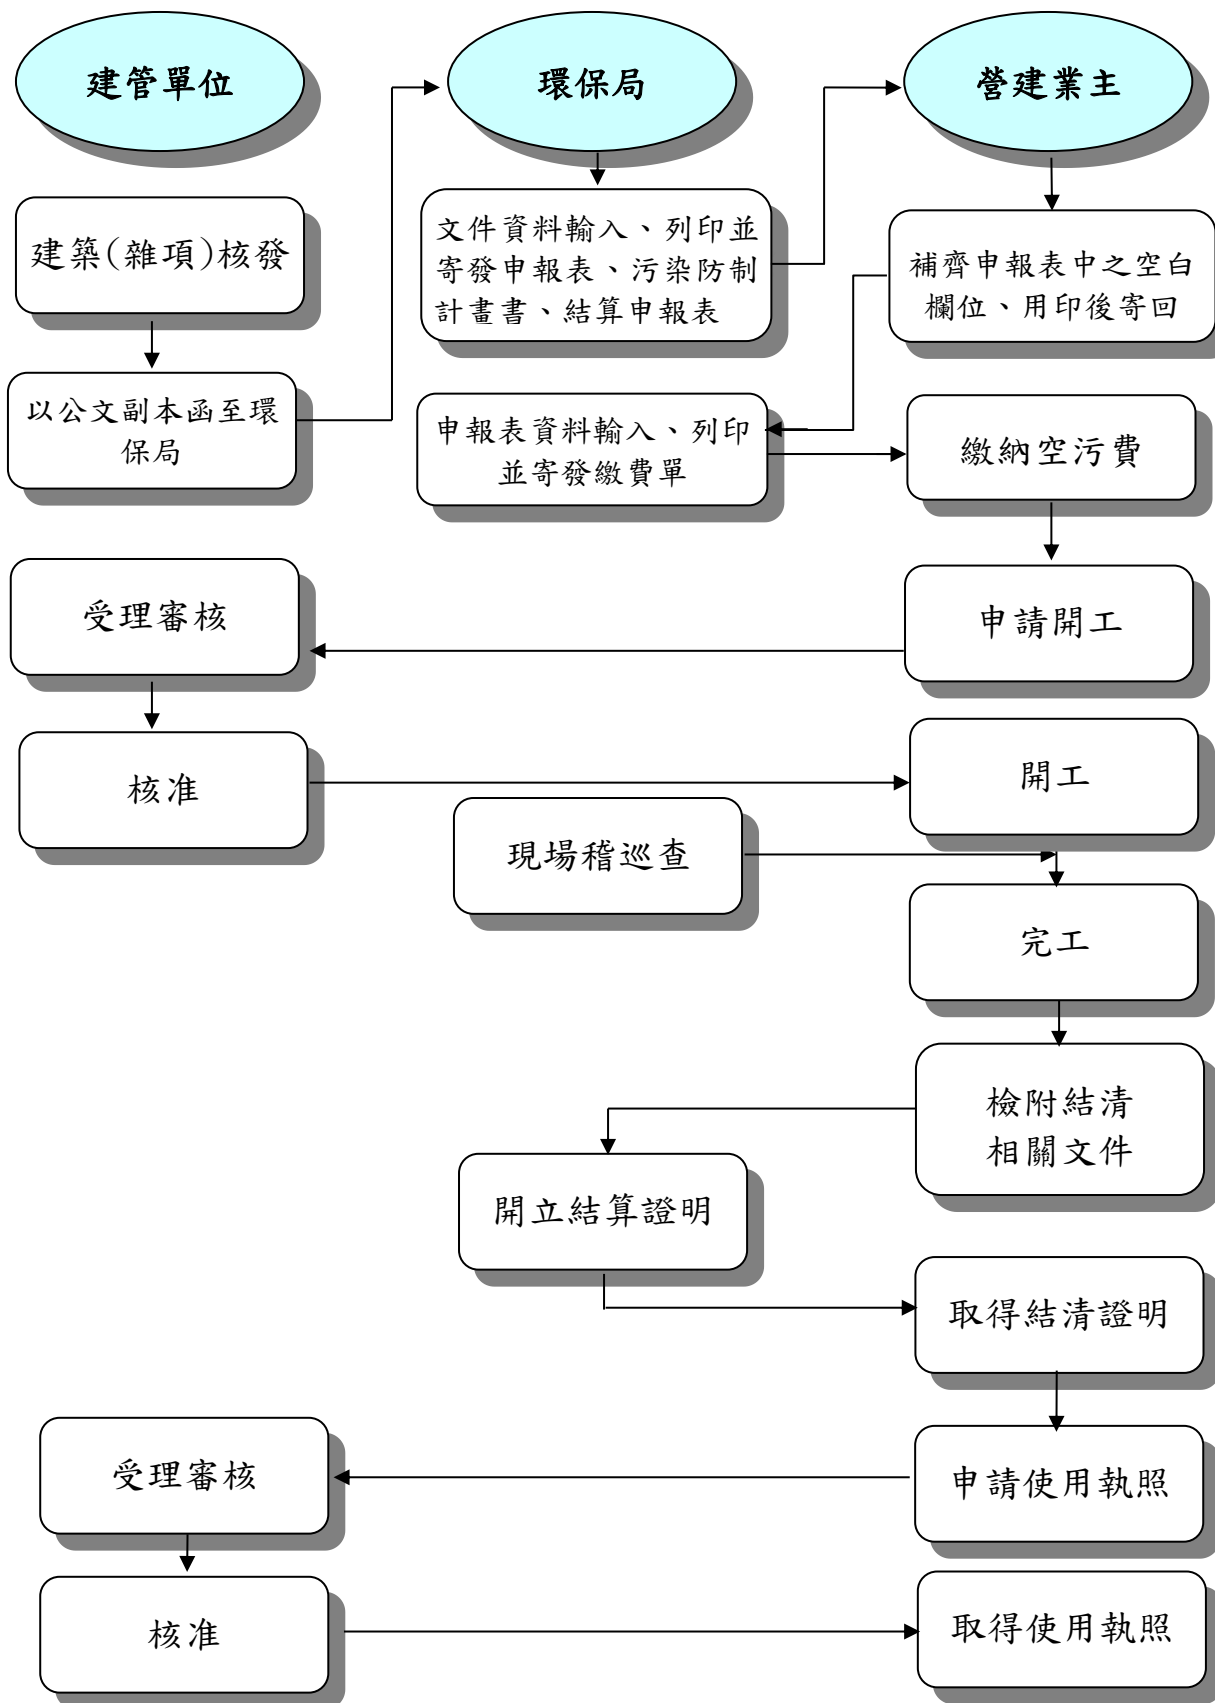 建管單位
環保局
營建業主
建築(雜項)核發
文件資料輸入、列印並
寄發申報表、污染防制
計畫書、結算申報表
補齊申報表中之空白
欄位、用印後寄回
以公文副本函至環
保局
申報表資料輸入、列印
並寄發繳費單
繳納空污費
受理審核
申請開工
核准
開工
現場稽巡查
完工
檢附結清
相關文件
開立結算證明
取得結清證明
受理審核
申請使用執照
核准
取得使用執照